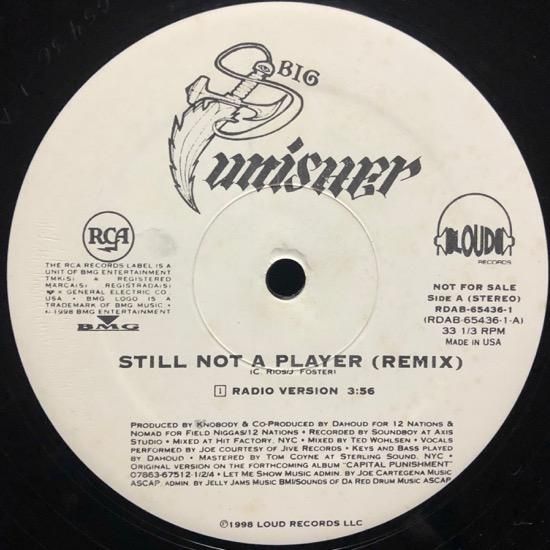 BIG
Punisher
RCA
THE RCA RECORDS LABEL IS A
UNIT OF BMG ENTERTAINMENT
TMK(S) ® REGISTERED
MARCA(S) REGISTRADA(S)
GENERAL ELECTRIC CO.,
USA • BMG LOGO IS A
TRADEMARK OF BMG MUSIC •
© 1998 BMG ENTERTAINMENT
BMG
LOUD
RECORDS
NOT FOR SALE
SIDE A (STEREO)
RDAB-65436-1
(RDAB-65436-1-A)
33 1/3 RPM
MADE IN USA
STILL NOT A PLAYER (REMIX)
(C. RIOS/J. FOSTER)
1 RADIO VERSION 3:56
PRODUCED BY KNOBODY & CO-PRODUCED BY DAHOUD FOR 12 NATIONS &
NOMAD FOR FIELD NIGGAS/12 NATIONS • RECORDED BY SOUNDBOY AT AXIS
STUDIO • MIXED AT HIT FACTORY, NYC • MIXED BY TED WOHLSEN • VOCALS
PERFORMED BY JOE COURTESY OF JIVE RECORDS • KEYS AND BASS PLAYED
BY DAHOUD • MASTERED BY TOM COYNE AT STERLING SOUND, NYC •
ORIGINAL VERSION ON THE FORTHCOMING ALBUM "CAPITAL PUNISHMENT"
07863-67512-1/2/4 • LET ME SHOW MUSIC ADMIN. BY JOE CARTEGENA MUSIC
ASCAP, ADMIN. BY JELLY JAMS MUSIC BMI/SOUNDS OF DA RED DRUM MUSIC ASCAP.
℗ © 1998 LOUD RECORDS LLC